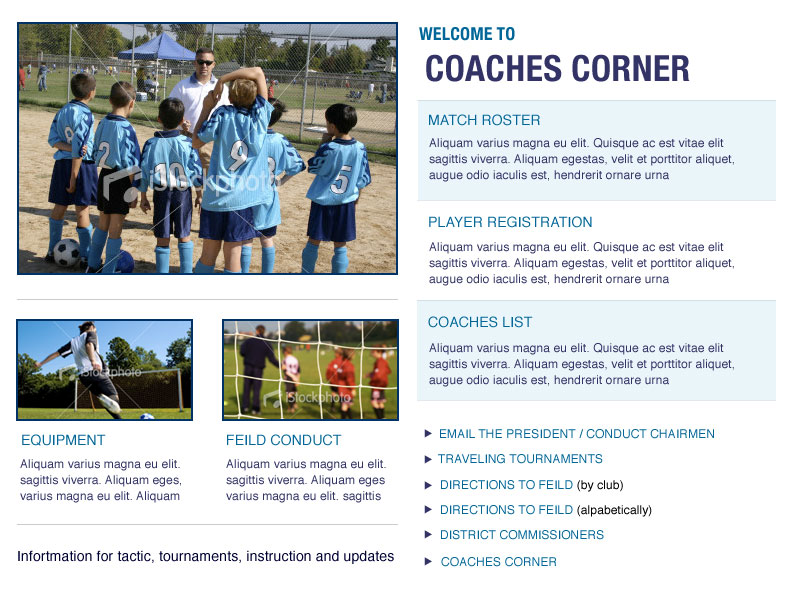 WELCOME TO
COACHES CORNER
MATCH ROSTER
Aliquam varius magna eu elit. Quisque ac est vitae elit
sagittis viverra. Aliquam egestas, velit et porttitor aliquet,
augue odio iaculis est, hendrerit ornare urna
PLAYER REGISTRATION
Aliquam varius magna eu elit. Quisque ac est vitae elit
sagittis viverra. Aliquam egestas, velit et porttitor aliquet,
augue odio iaculis est, hendrerit ornare urna
COACHES LIST
Aliquam varius magna eu elit. Quisque ac est vitae elit
sagittis viverra. Aliquam egestas, velit et porttitor aliquet,
augue odio iaculis est, hendrerit ornare urna
EMAIL THE PRESIDENT / CONDUCT CHAIRMEN
TRAVELING TOURNAMENTS
DIRECTIONS TO FEILD (by club)
DIRECTIONS TO FEILD (alpabetically)
DISTRICT COMMISSIONERS
COACHES CORNER
9
2
10
9
5
iStockphoto
iStockphoto
iStockphoto
EQUIPMENT
Aliquam varius magna eu elit.
sagittis viverra. Aliquam eges,
varius magna eu elit. Aliquam
FEILD CONDUCT
Aliquam varius magna eu elit.
sagittis viverra. Aliquam eges
varius magna eu elit. sagittis
Infortmation for tactic, tournaments, instruction and updates